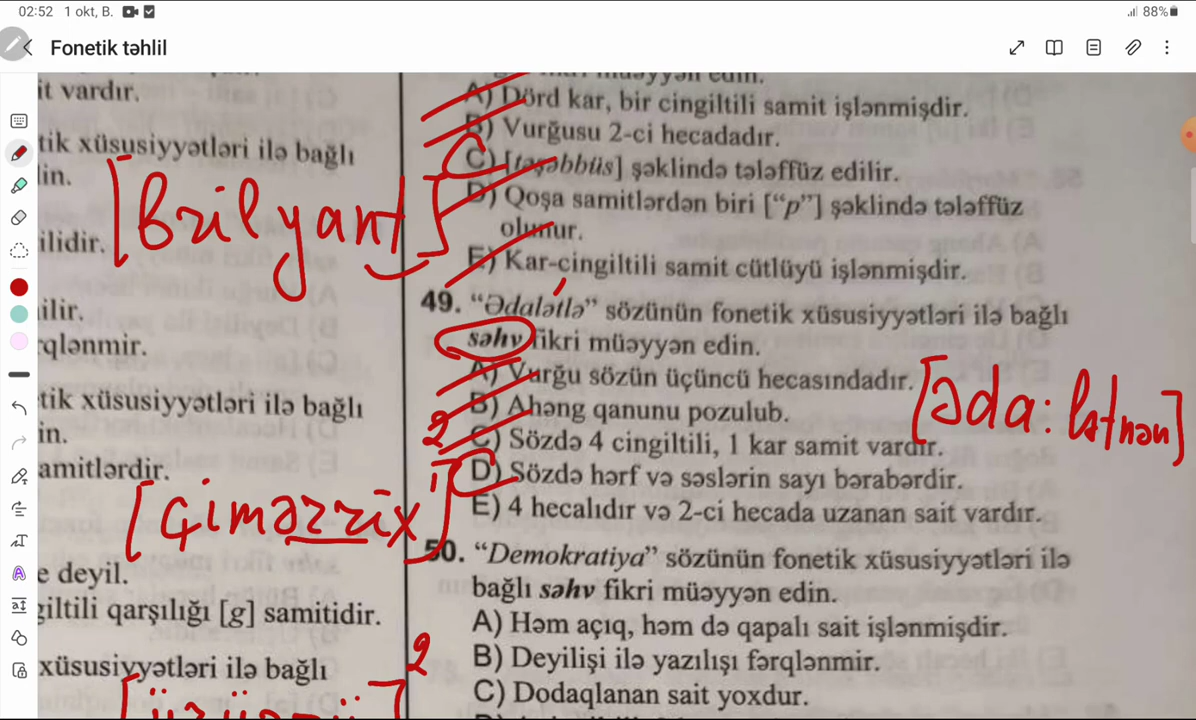 02:52 1 okt, B. 88%
Fonetik təhlil
it vardır.
tik xüsusiyyətləri ilə bağlı
lin.
ilidir.
ilir.
rqlənmir.
tik xüsusiyyətləri ilə bağlı
in.
amitlərdir.
e deyil.
giltili qarşılığı [g] samitidir.
xüsusiyyətləri ilə bağlı
[brilyant]
[çiməzzix]
2
müəyyən edin.
A) Dörd kar, bir cingiltili samit işlənmişdir.
B) Vurğusu 2-ci hecadadır.
C) [təşəbbüs] şəklində tələffüz edilir.
D) Qoşa samitlərdən biri ["p"] şəklində tələffüz
olunur.
E) Kar-cingiltili samit cütlüyü işlənmişdir.
49. "Ədalətlə" sözünün fonetik xüsusiyyətləri ilə bağlı
səhv fikri müəyyən edin.
A) Vurğu sözün üçüncü hecasındadır.
B) Ahəng qanunu pozulub.
2
C) Sözdə 4 cingiltili, 1 kar samit vardır.
D) Sözdə hərf və səslərin sayı bərabərdir.
E) 4 hecalıdır və 2-ci hecada uzanan sait vardır.
[əda:lətnən]
50. "Demokratiya" sözünün fonetik xüsusiyyətləri ilə
bağlı səhv fikri müəyyən edin.
A) Həm açıq, həm də qapalı sait işlənmişdir.
B) Deyilişi ilə yazılışı fərqlənmir.
C) Dodaqlanan sait yoxdur.